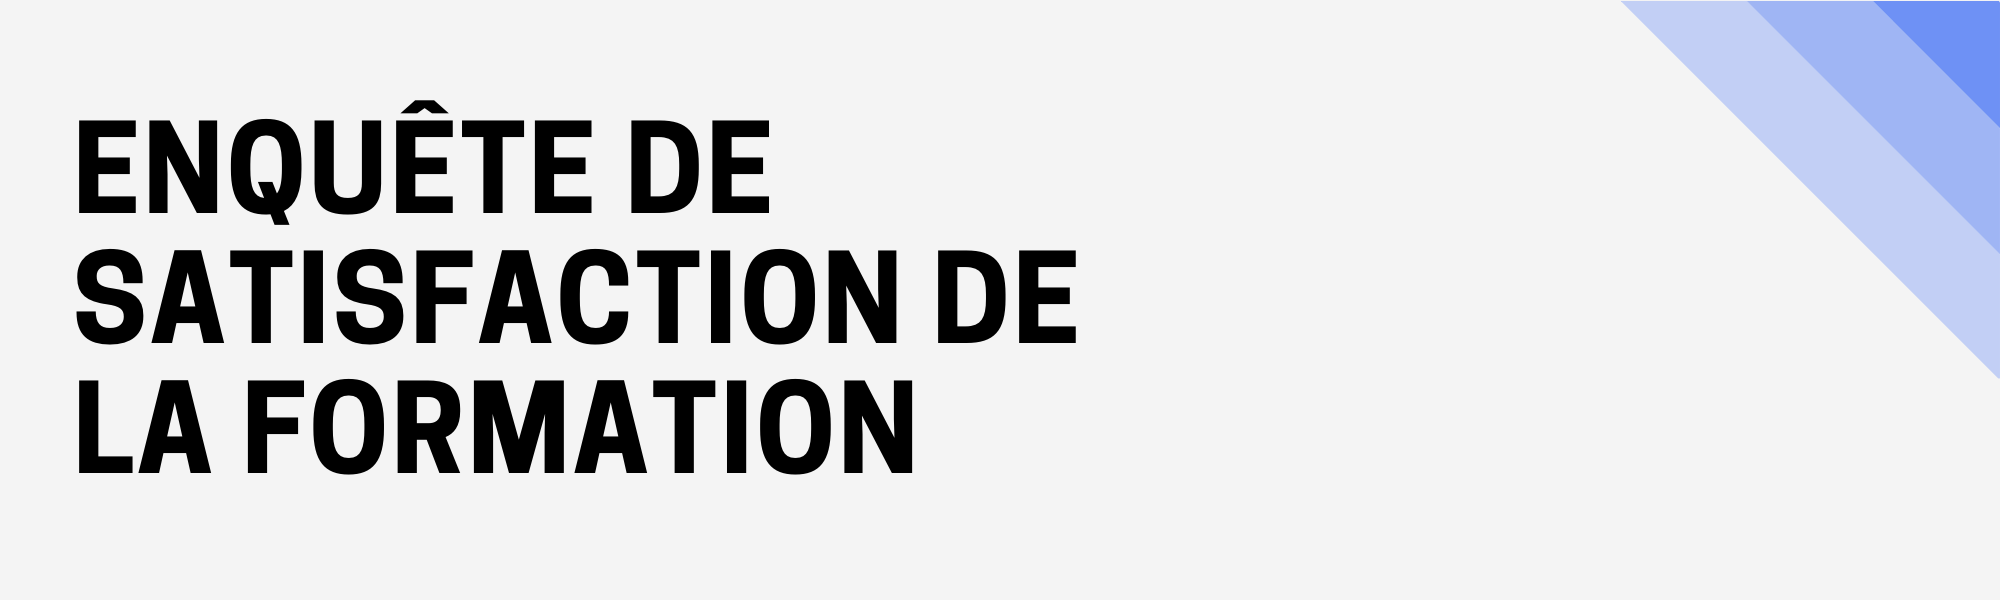 ENQUÊTE DE
SATISFACTION DE
LA FORMATION